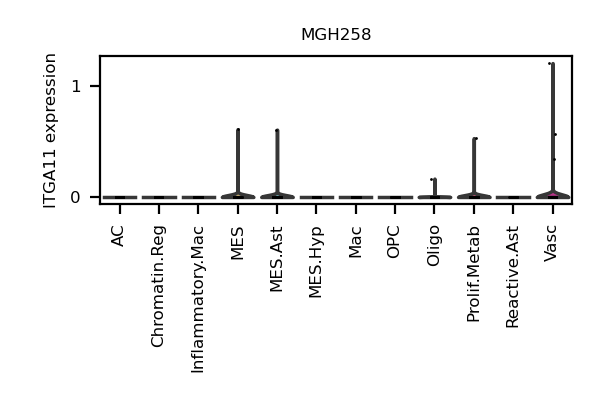 MGH258
ITGA11 expression
1
0
AC
Chromatin.Reg
Inflammatory.Mac
MES
MES.Ast
MES.Hyp
Mac
OPC
Oligo
Prolif.Metab
Reactive.Ast
Vasc